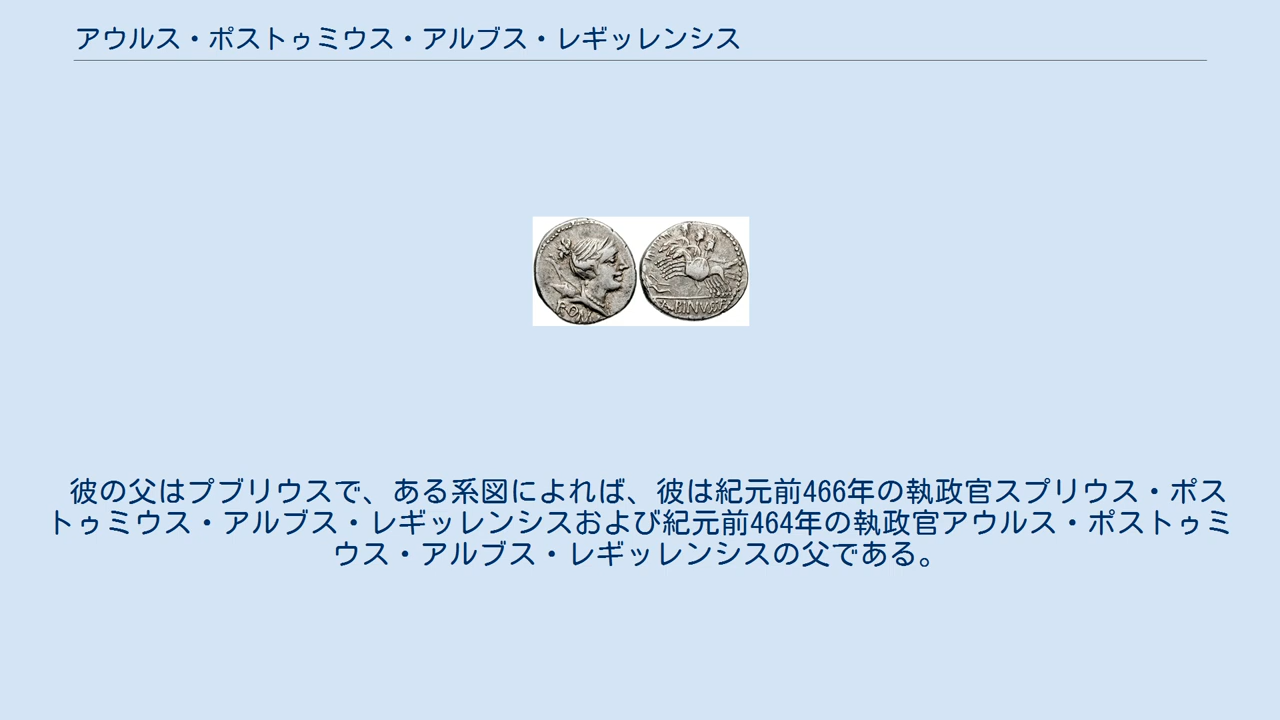 アウルス・ポストゥミウス・アルブス・レギッレンシス
ROM
彼の父はプブリウスで、ある系図によれば、彼は紀元前466年の執政官スプリウス・ポス
トゥミウス・アルブス・レギッレンシスおよび紀元前464年の執政官アウルス・ポストゥミ
ウス・アルブス・レギッレンシスの父である。